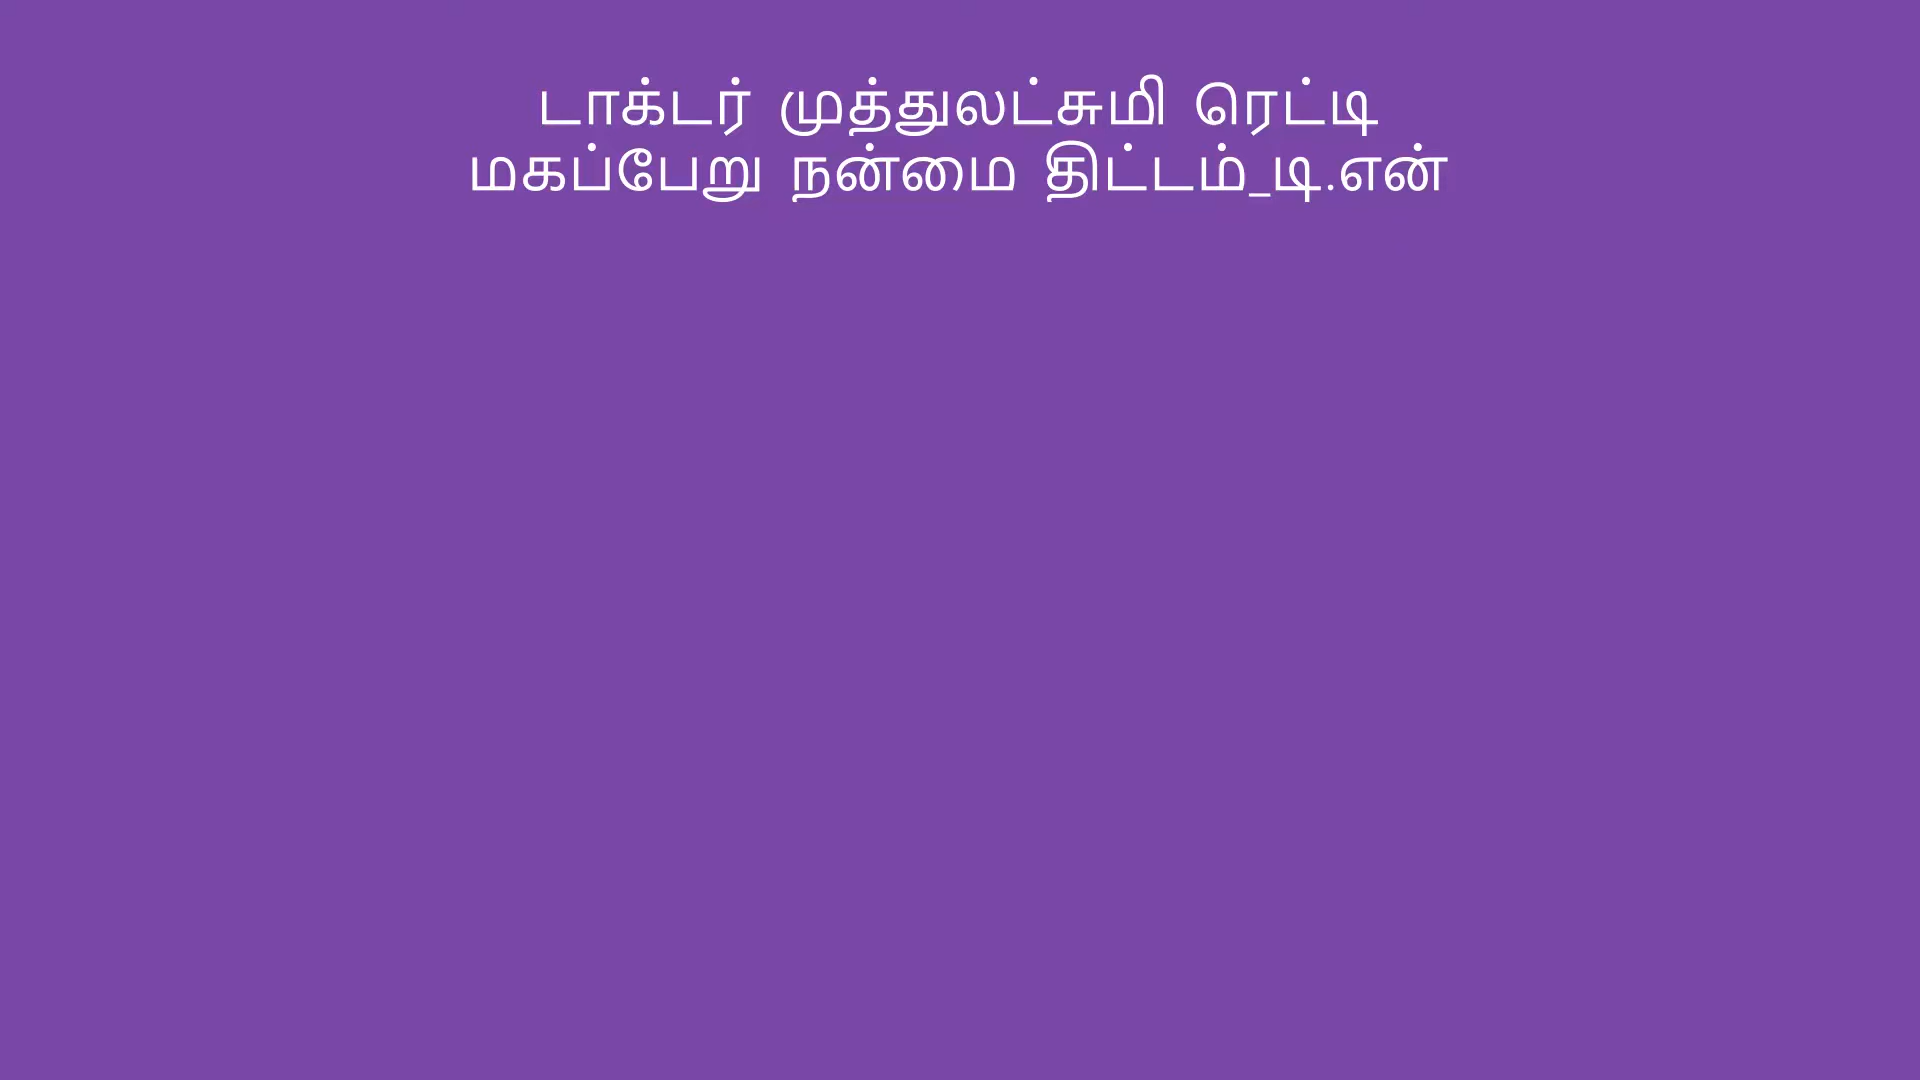 டாக்டர் முத்துலட்சுமி ரெட்டி
மகப்பேறு நன்மை திட்டம்_டி.என்